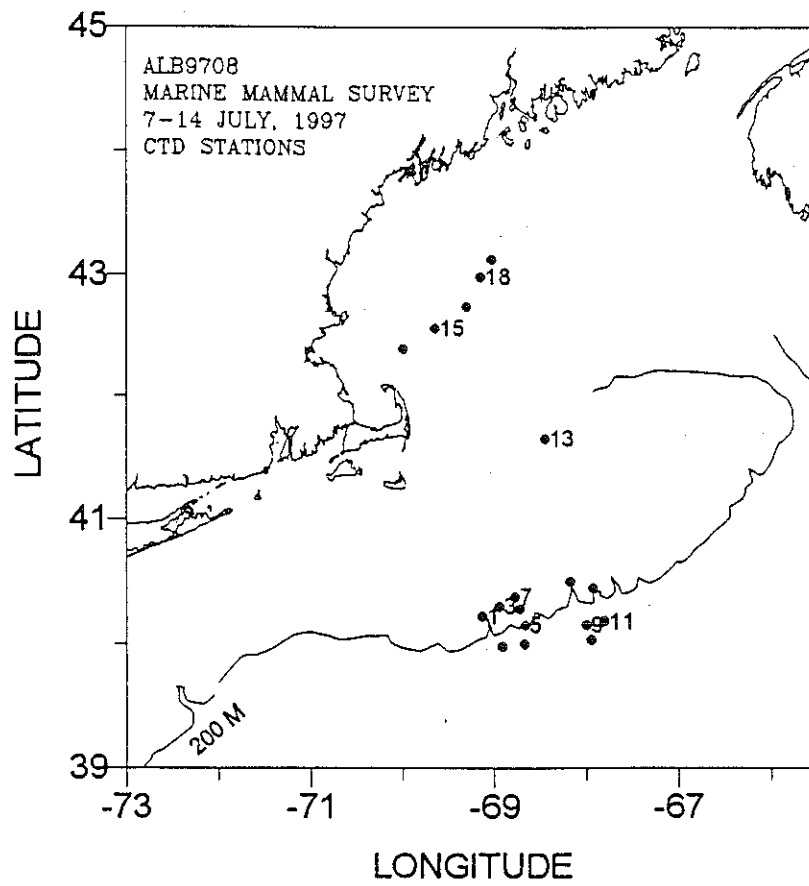 45
ALB9708
MARINE MAMMAL SURVEY
7-14 JULY, 1997
CTD STATIONS
43
18
15
LATITUDE
13
41
7
1 3
5 9 11
200 M
39
-73 -71 -69 -67
LONGITUDE